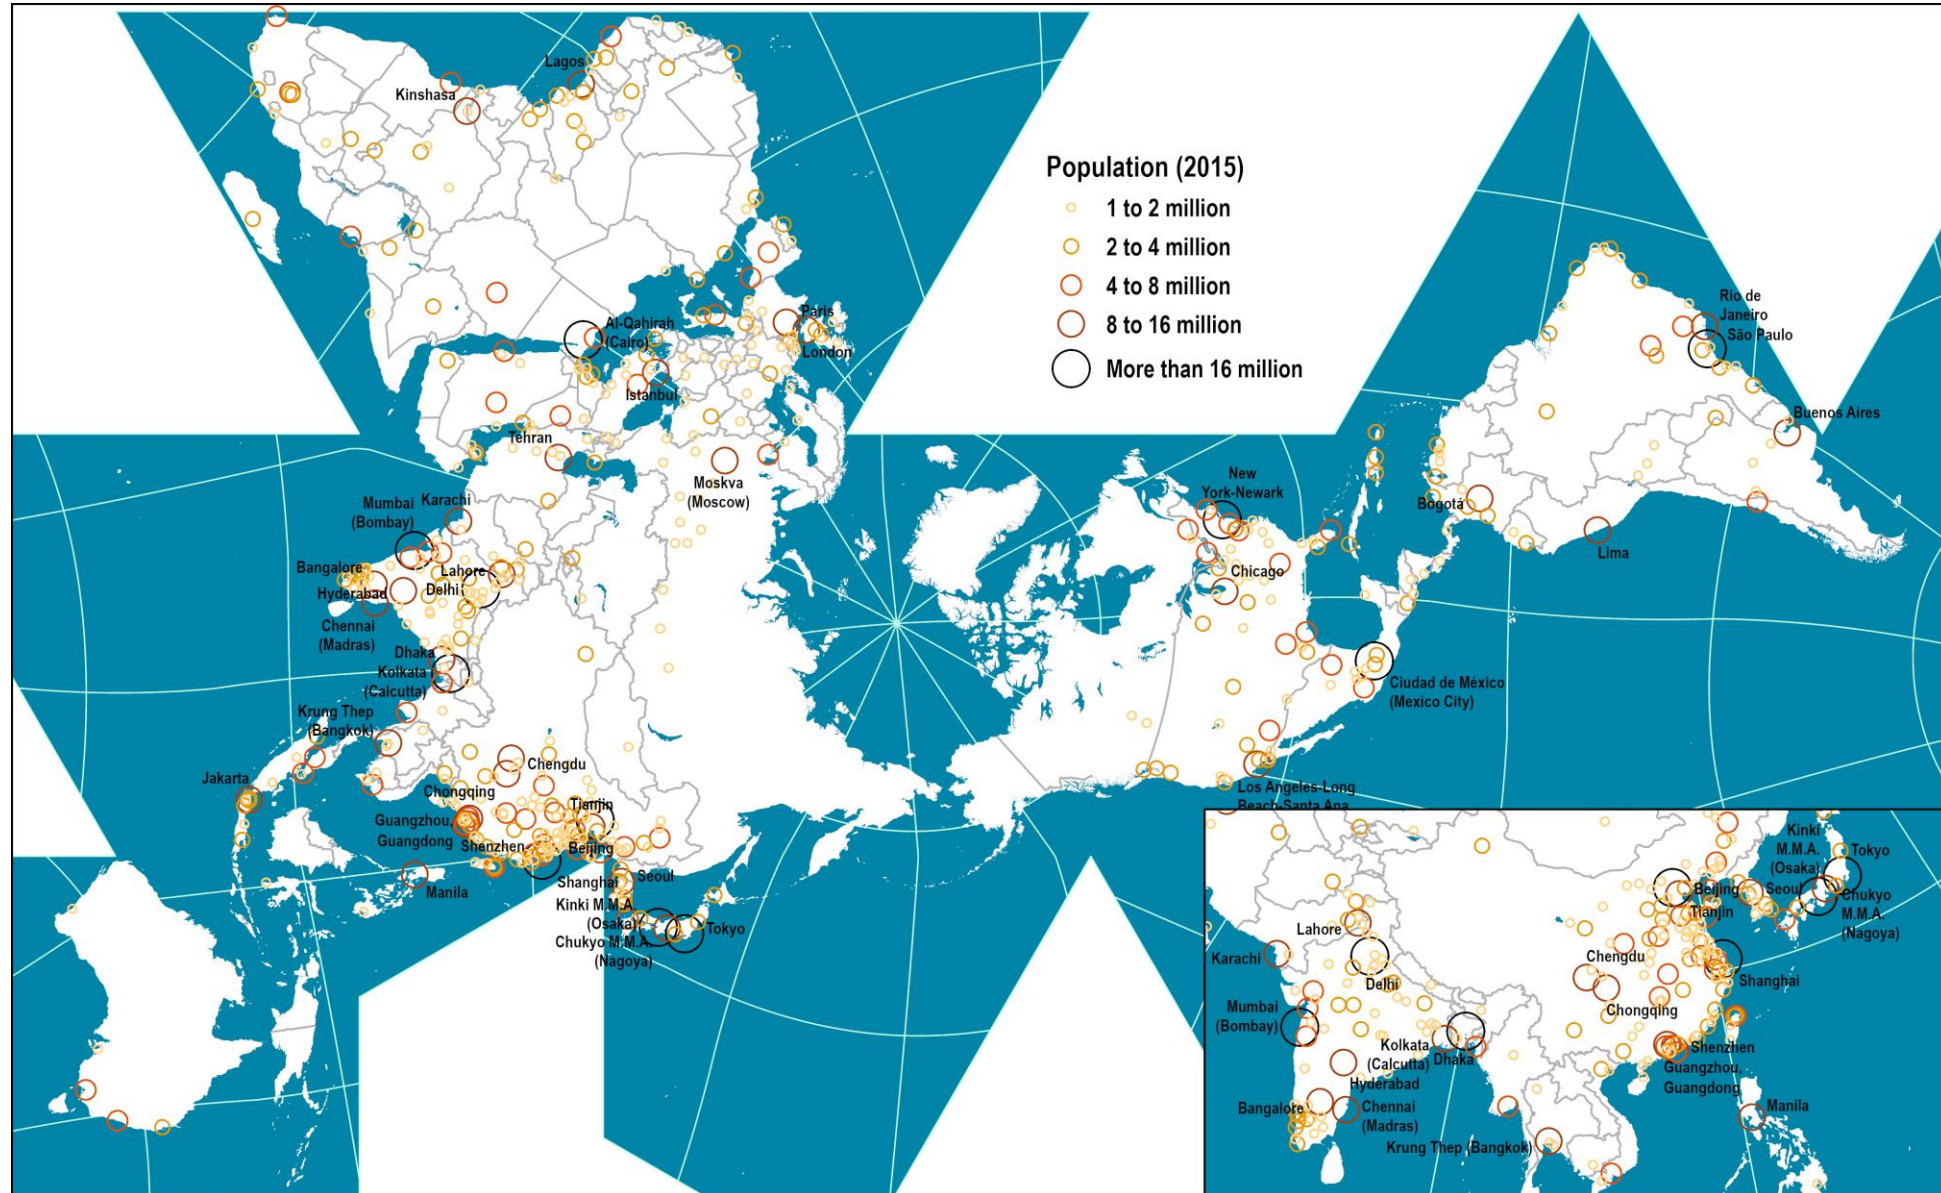 Lagos
Kinshasa
Population (2015)
1 to 2 million
2 to 4 million
4 to 8 million
8 to 16 million
More than 16 million
Al-Qahirah
(Cairo)
Paris
London
Istanbul
Tehran
Moskva
(Moscow)
Rio de
Janeiro
São Paulo
Buenos Aires
Bogotá
Lima
New
York-Newark
Chicago
Ciudad de México
(Mexico City)
Los Angeles-Long
Beach-Santa Ana
Mumbai
(Bombay)
Karachi
Bangalore
Lahore
Hyderabad
Delhi
Chennai
(Madras)
Dhaka
Kolkata
(Calcutta)
Krung Thep
(Bangkok)
Jakarta
Chengdu
Chongqing
Tianjin
Guangzhou,
Guangdong
Shenzhen
Beijing
Manila
Shanghai
Seoul
Kinki M.M.A.
(Osaka)
Chukyo M.M.A.
(Nagoya)
Tokyo
Kinki
M.M.A.
(Osaka)
Tokyo
Beijing
Seoul
Chukyo
M.M.A.
(Nagoya)
Tianjin
Lahore
Karachi
Chengdu
Delhi
Shanghai
Mumbai
(Bombay)
Chongqing
Kolkata
(Calcutta)
Dhaka
Shenzhen
Guangzhou,
Guangdong
Hyderabad
Bangalore
Chennai
(Madras)
Manila
Krung Thep (Bangkok)